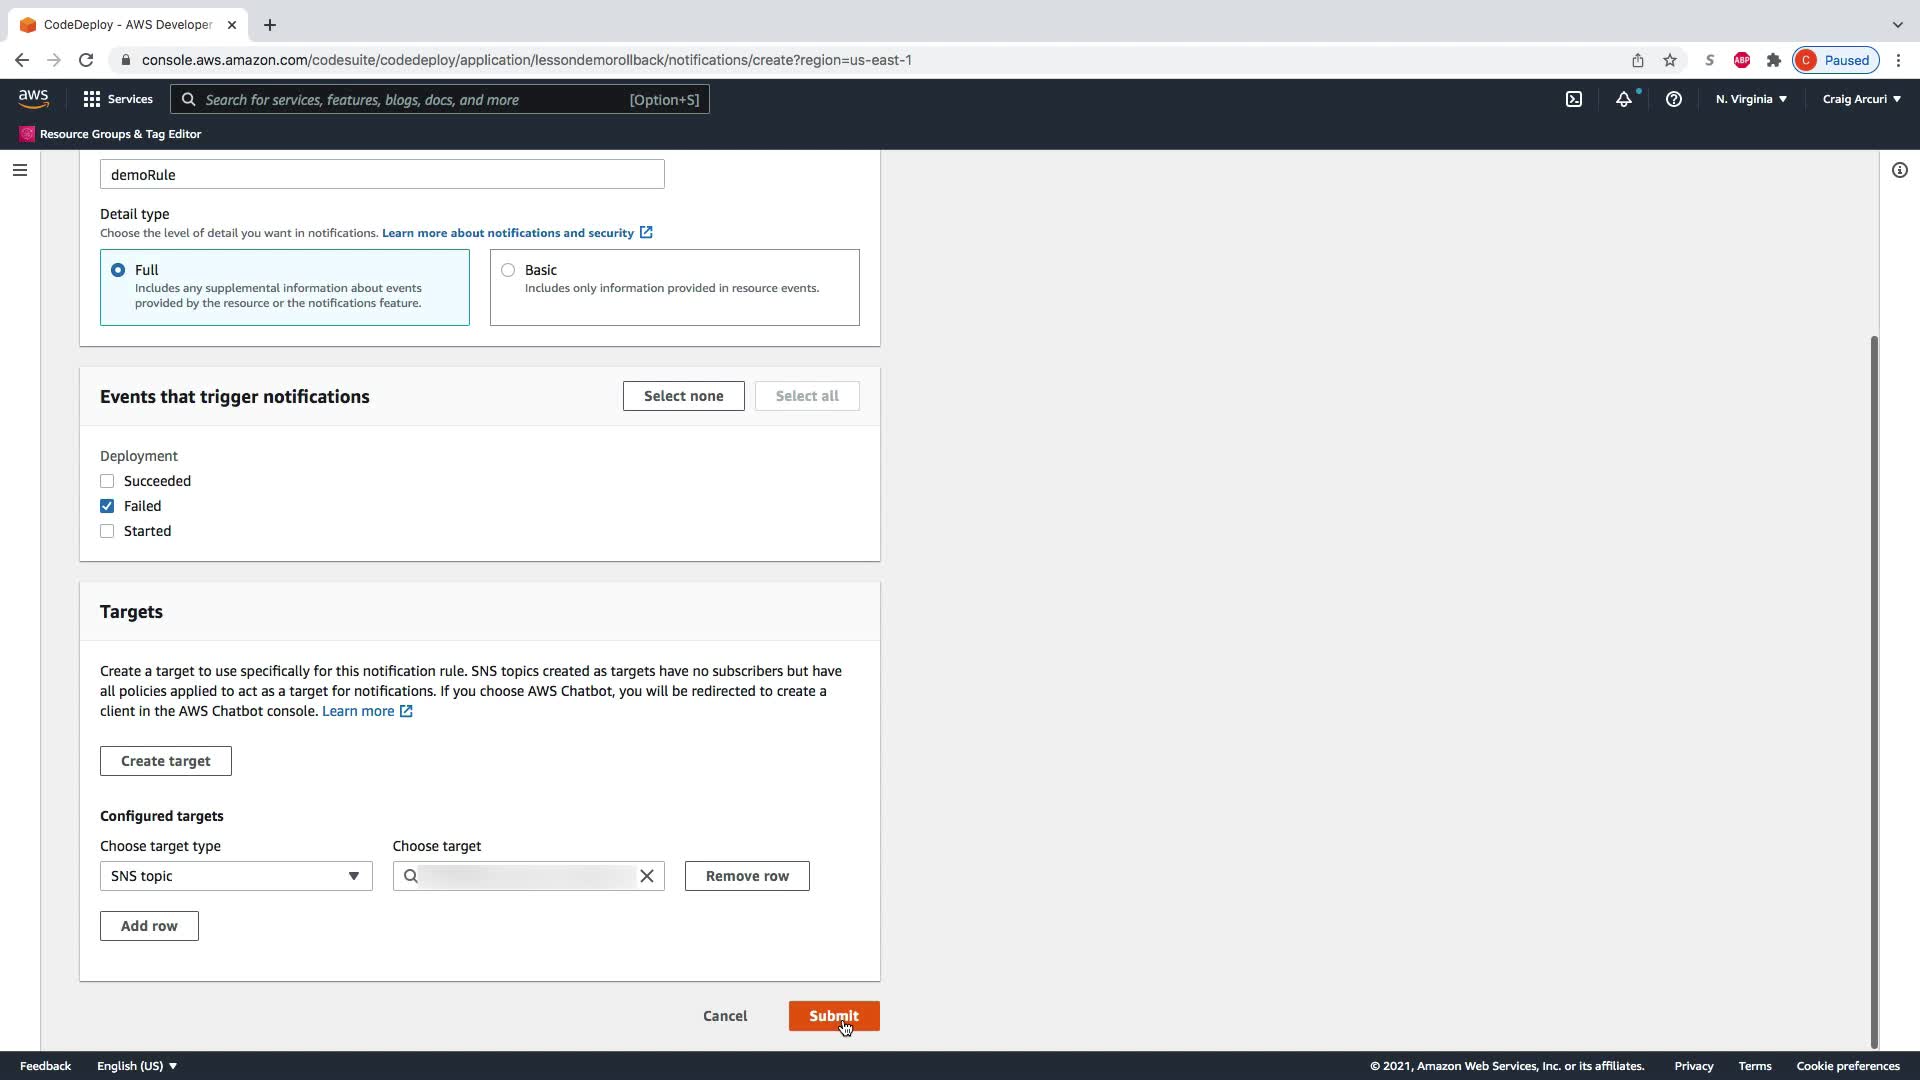 CodeDeploy - AWS Developer
console.aws.amazon.com/codesuite/codedeploy/application/lessondemorollback/notifications/create?region=us-east-1
S
ABP
C Paused
aws
Services
Search for services, features, blogs, docs, and more [Option+S]
N. Virginia
Craig Arcuri
Resource Groups & Tag Editor
demoRule
Detail type
Choose the level of detail you want in notifications. Learn more about notifications and security
Full
Includes any supplemental information about events
provided by the resource or the notifications feature.
Basic
Includes only information provided in resource events.
Events that trigger notifications
Select none
Select all
Deployment
Succeeded
Failed
Started
Targets
Create a target to use specifically for this notification rule. SNS topics created as targets have no subscribers but have
all policies applied to act as a target for notifications. If you choose AWS Chatbot, you will be redirected to create a
client in the AWS Chatbot console. Learn more
Create target
Configured targets
Choose target type
Choose target
SNS topic
Remove row
Add row
Cancel
Submit
Feedback
English (US)
© 2021, Amazon Web Services, Inc. or its affiliates.
Privacy
Terms
Cookie preferences